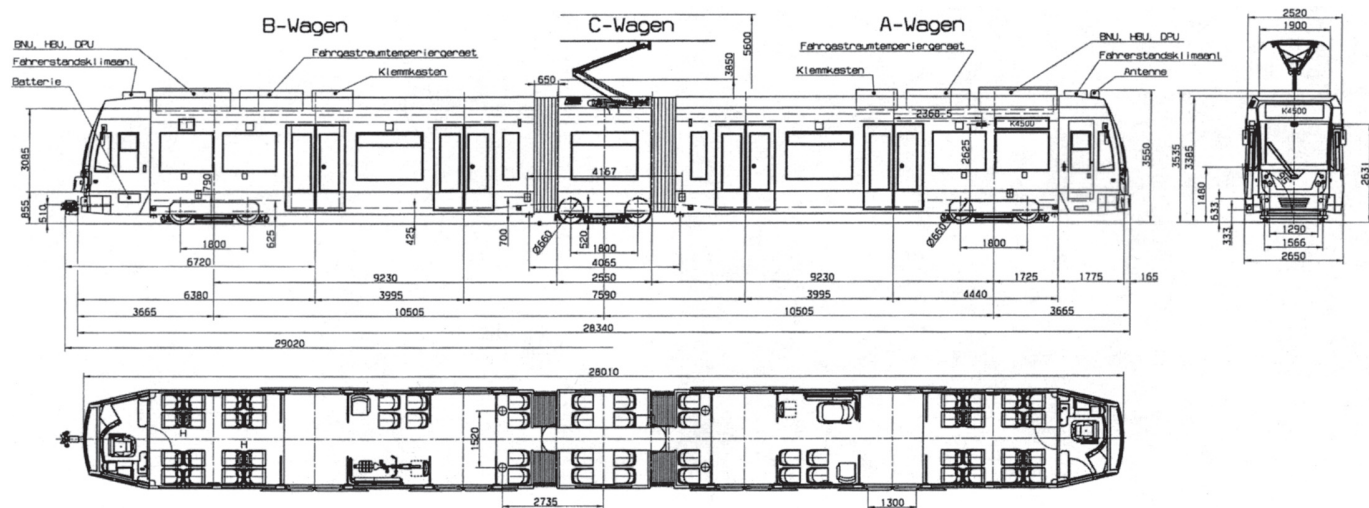 B-Wagen
C-Wagen
A-Wagen
BNU, HBU, DPU
Fahrerstandsklimaanl
Batterie
Fahrgastraumtemperiergeraet
Klemmkasten
650
5600
3850
Fahrgastraumtemperiergeraet
Klemmkasten
BNU, HBU, DPU
Fahrerstandsklimaanl
Antenne
2520
1900
K4500
K4500
2368.5
2625
3085
855
510
790
4167
3550
3535
3385
2631
1480
633
333
1290
1566
2650
1800
625
425
700
Ø660
520
1800
4065
Ø660
1800
6720
9230
2550
9230
1725
1775
165
6380
3995
7590
3995
4440
3665
10505
10505
3665
28340
29020
28010
H
H
1520
2735
1300